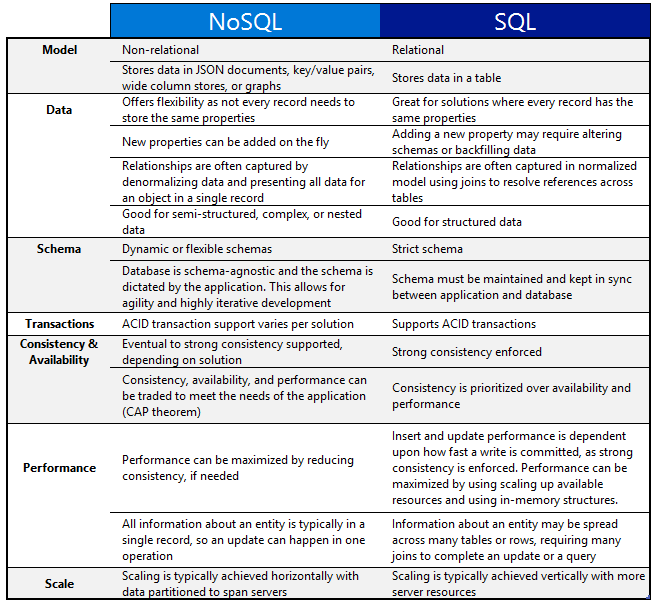 NoSQL SQL
Model Non-relational Relational
Stores data in JSON documents, key/value pairs,
wide column stores, or graphs
Stores data in a table
Data
Offers flexibility as not every record needs to
store the same properties
Great for solutions where every record has the
same properties
New properties can be added on the fly
Adding a new property may require altering
schemas or backfilling data
Relationships are often captured by
denormalizing data and presenting all data for
an object in a single record
Relationships are often captured in normalized
model using joins to resolve references across
tables
Good for semi-structured, complex, or nested
data
Good for structured data
Schema Dynamic or flexible schemas Strict schema
Database is schema-agnostic and the schema is
dictated by the application. This allows for
agility and highly iterative development
Schema must be maintained and kept in sync
between application and database
Transactions ACID transaction support varies per solution Supports ACID transactions
Consistency &
Availability
Eventual to strong consistency supported,
depending on solution
Strong consistency enforced
Consistency, availability, and performance can
be traded to meet the needs of the application
(CAP theorem)
Consistency is prioritized over availability and
performance
Performance
Performance can be maximized by reducing
consistency, if needed
Insert and update performance is dependent
upon how fast a write is committed, as strong
consistency is enforced. Performance can be
maximized by using scaling up available
resources and using in-memory structures.
All information about an entity is typically in a
single record, so an update can happen in one
operation
Information about an entity may be spread
across many tables or rows, requiring many
joins to complete an update or a query
Scale
Scaling is typically achieved horizontally with
data partitioned to span servers
Scaling is typically achieved vertically with more
server resources